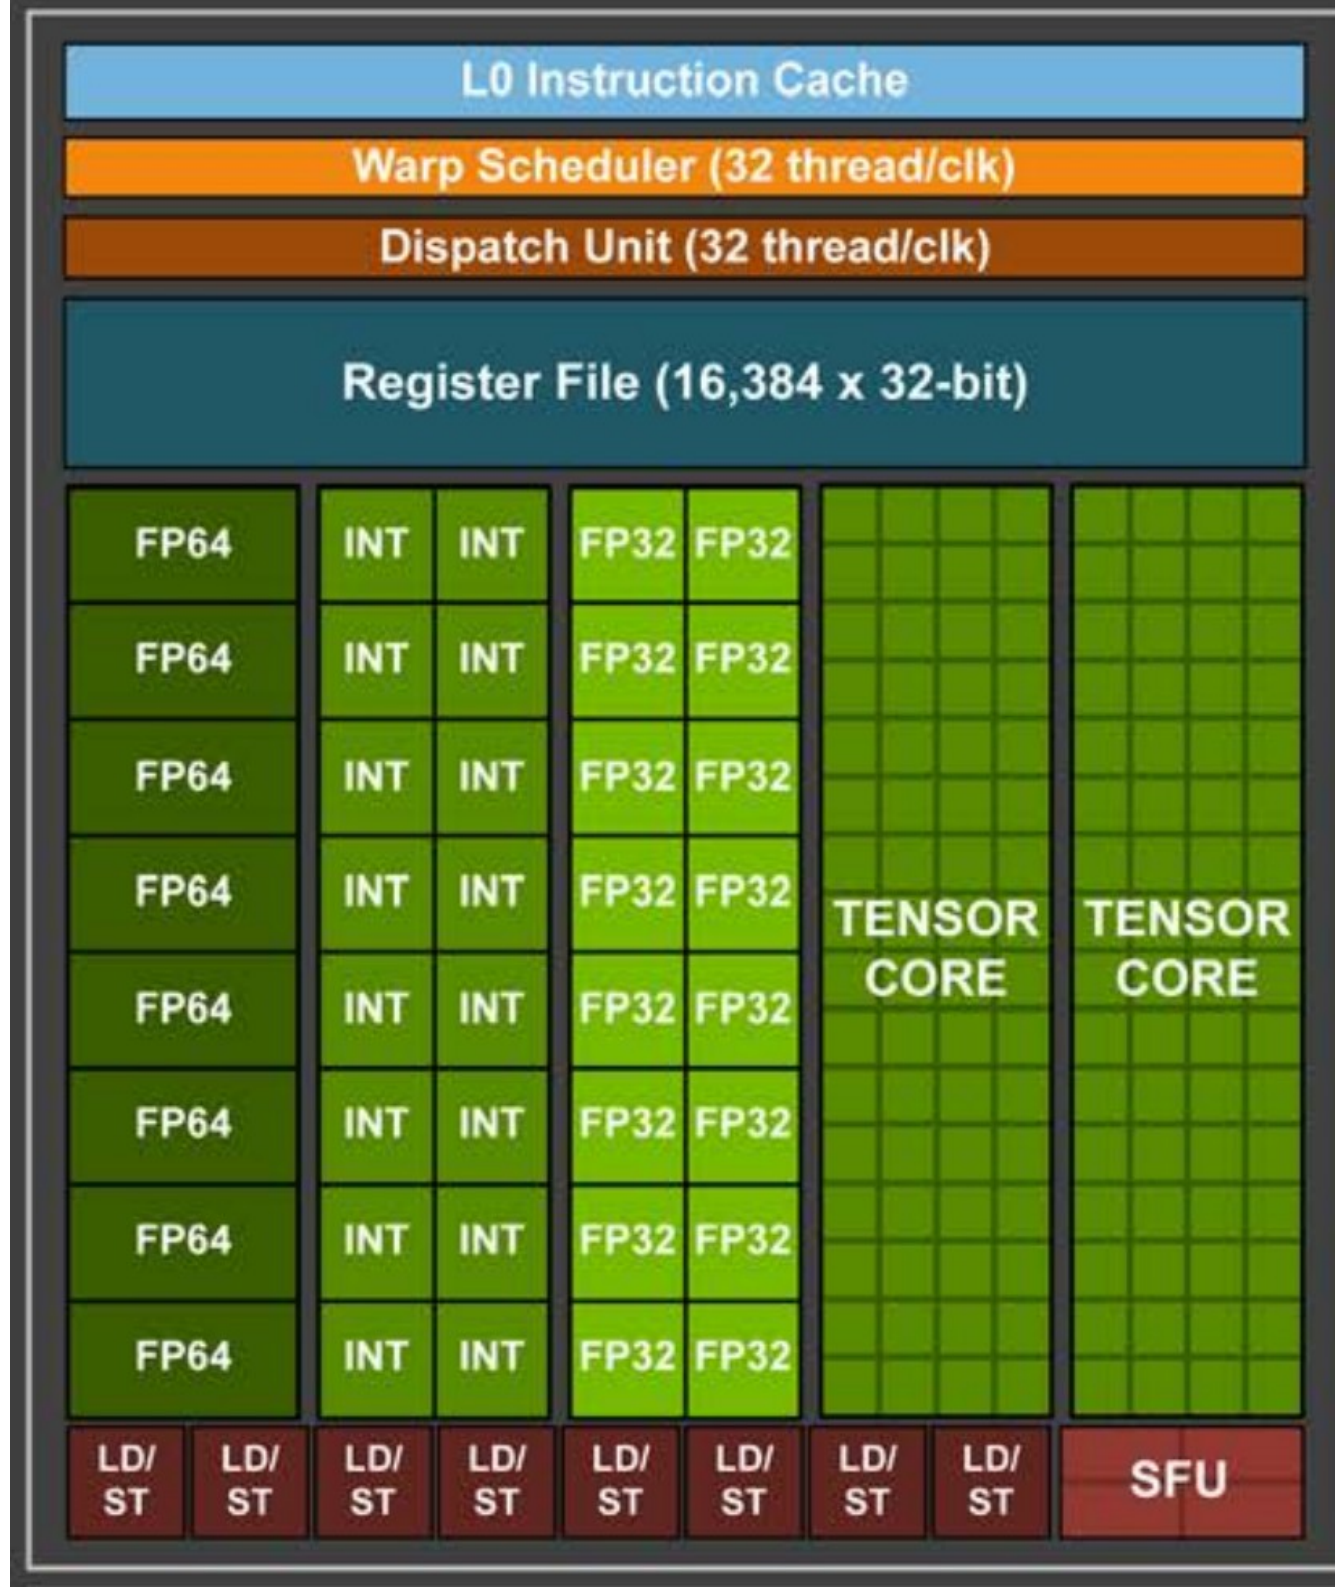 L0 Instruction Cache
Warp Scheduler (32 thread/clk)
Dispatch Unit (32 thread/clk)
Register File (16,384 x 32-bit)
FP64 INT INT FP32 FP32
FP64 INT INT FP32 FP32
FP64 INT INT FP32 FP32
FP64 INT INT FP32 FP32
TENSOR TENSOR
CORE CORE
FP64 INT INT FP32 FP32
FP64 INT INT FP32 FP32
FP64 INT INT FP32 FP32
FP64 INT INT FP32 FP32
LD/ LD/ LD/ LD/ LD/ LD/ LD/ LD/
ST ST ST ST ST ST ST ST
SFU